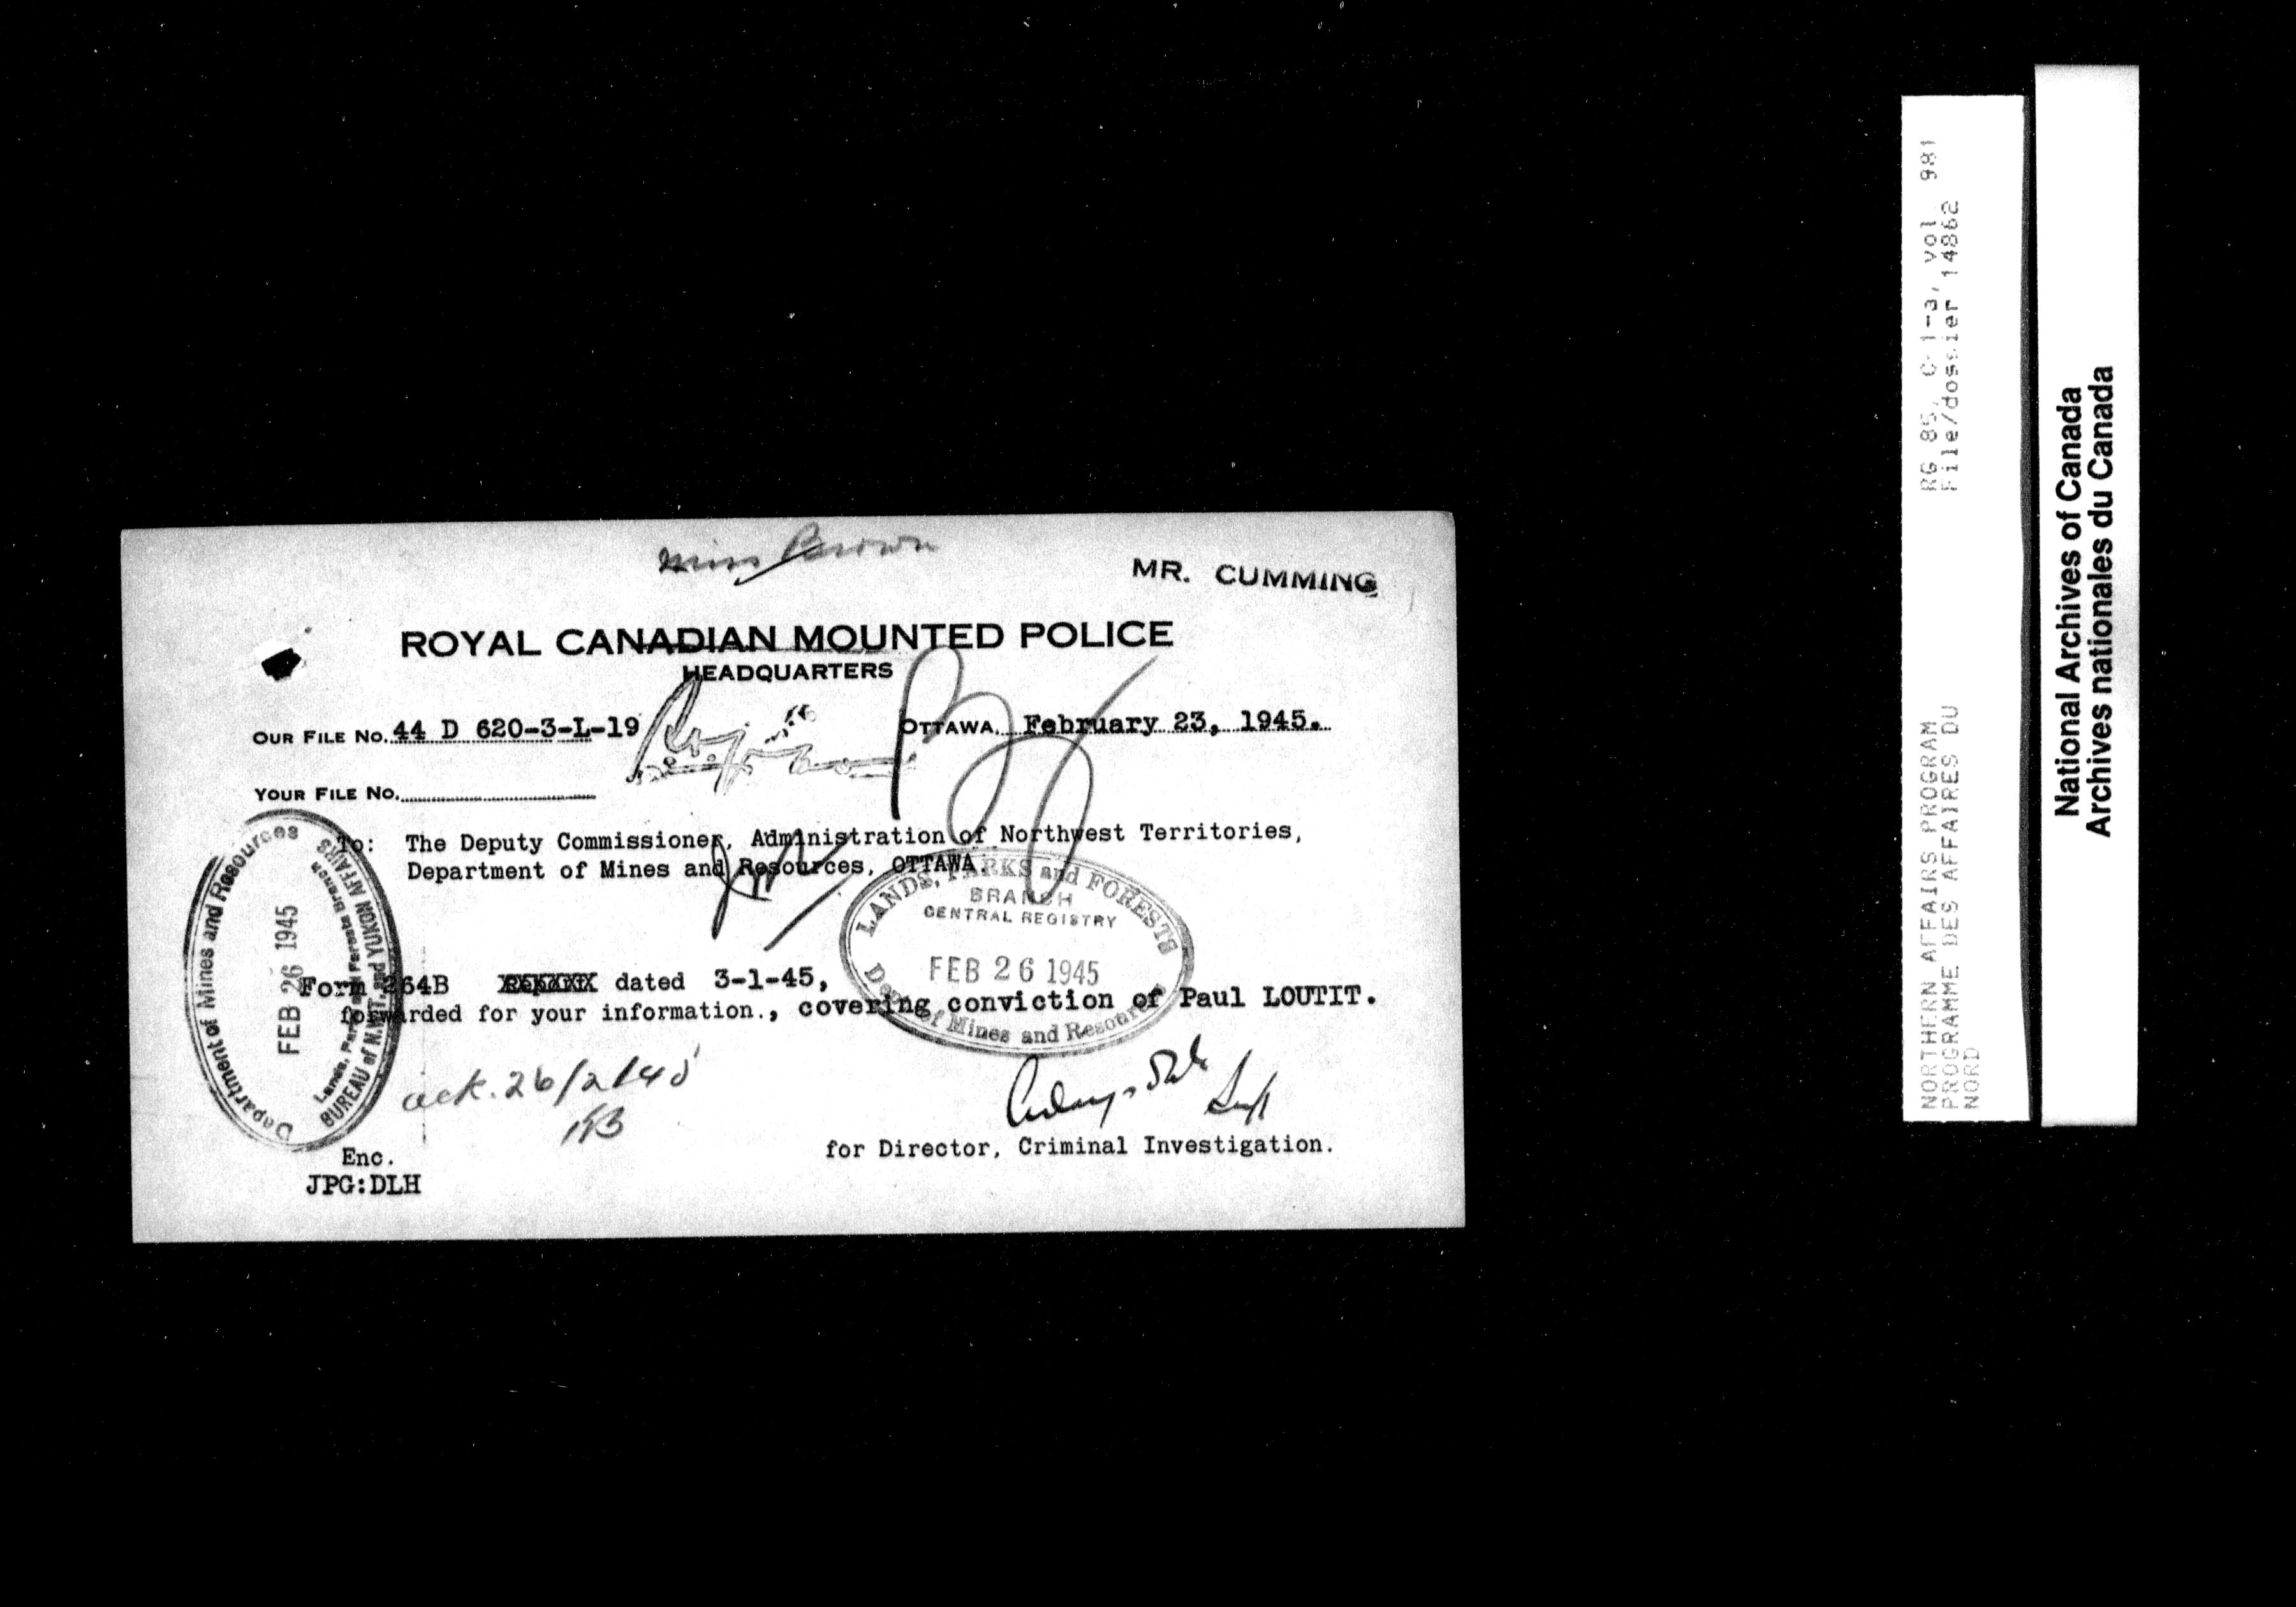 Miss Brown
MR. CUMMING
ROYAL CANADIAN MOUNTED POLICE
HEADQUARTERS
OUR FILE NO. 44 D 620-3-L-19
OTTAWA, February 23, 1945.
YOUR FILE NO.
To: The Deputy Commissioner, Administration of Northwest Territories,
Department of Mines and Resources, OTTAWA.
LANDS, PARKS and FORESTS
BRANCH
CENTRAL REGISTRY
FEB 26 1945
Dept of Mines and Resources
Department of Mines and Resources
FEB 26 1945
Lands, Parks and Forests Branch
BUREAU of N.W.T. and YUKON AFFAIRS
Form 264B dated 3-1-45,
forwarded for your information., covering conviction of Paul LOUTIT.
ack. 26/2/45
for Director, Criminal Investigation.
Enc.
JPG:DLH
RG 85, C-1-3, vol. 981
File/dossier 14862
NORTHERN AFFAIRS PROGRAM
PROGRAMME DES AFFAIRES DU
NORD
National Archives of Canada
Archives nationales du Canada